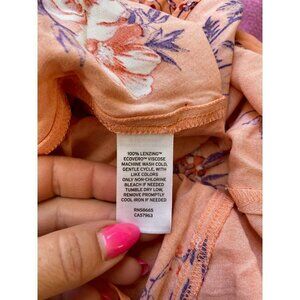 100% LENZING™
ECOVERO™ VISCOSE
MACHINE WASH COLD,
GENTLE CYCLE, WITH
LIKE COLORS
ONLY NON-CHLORINE
BLEACH IF NEEDED
TUMBLE DRY LOW,
REMOVE PROMPTLY
COOL IRON IF NEEDED
RN58665
CA57963